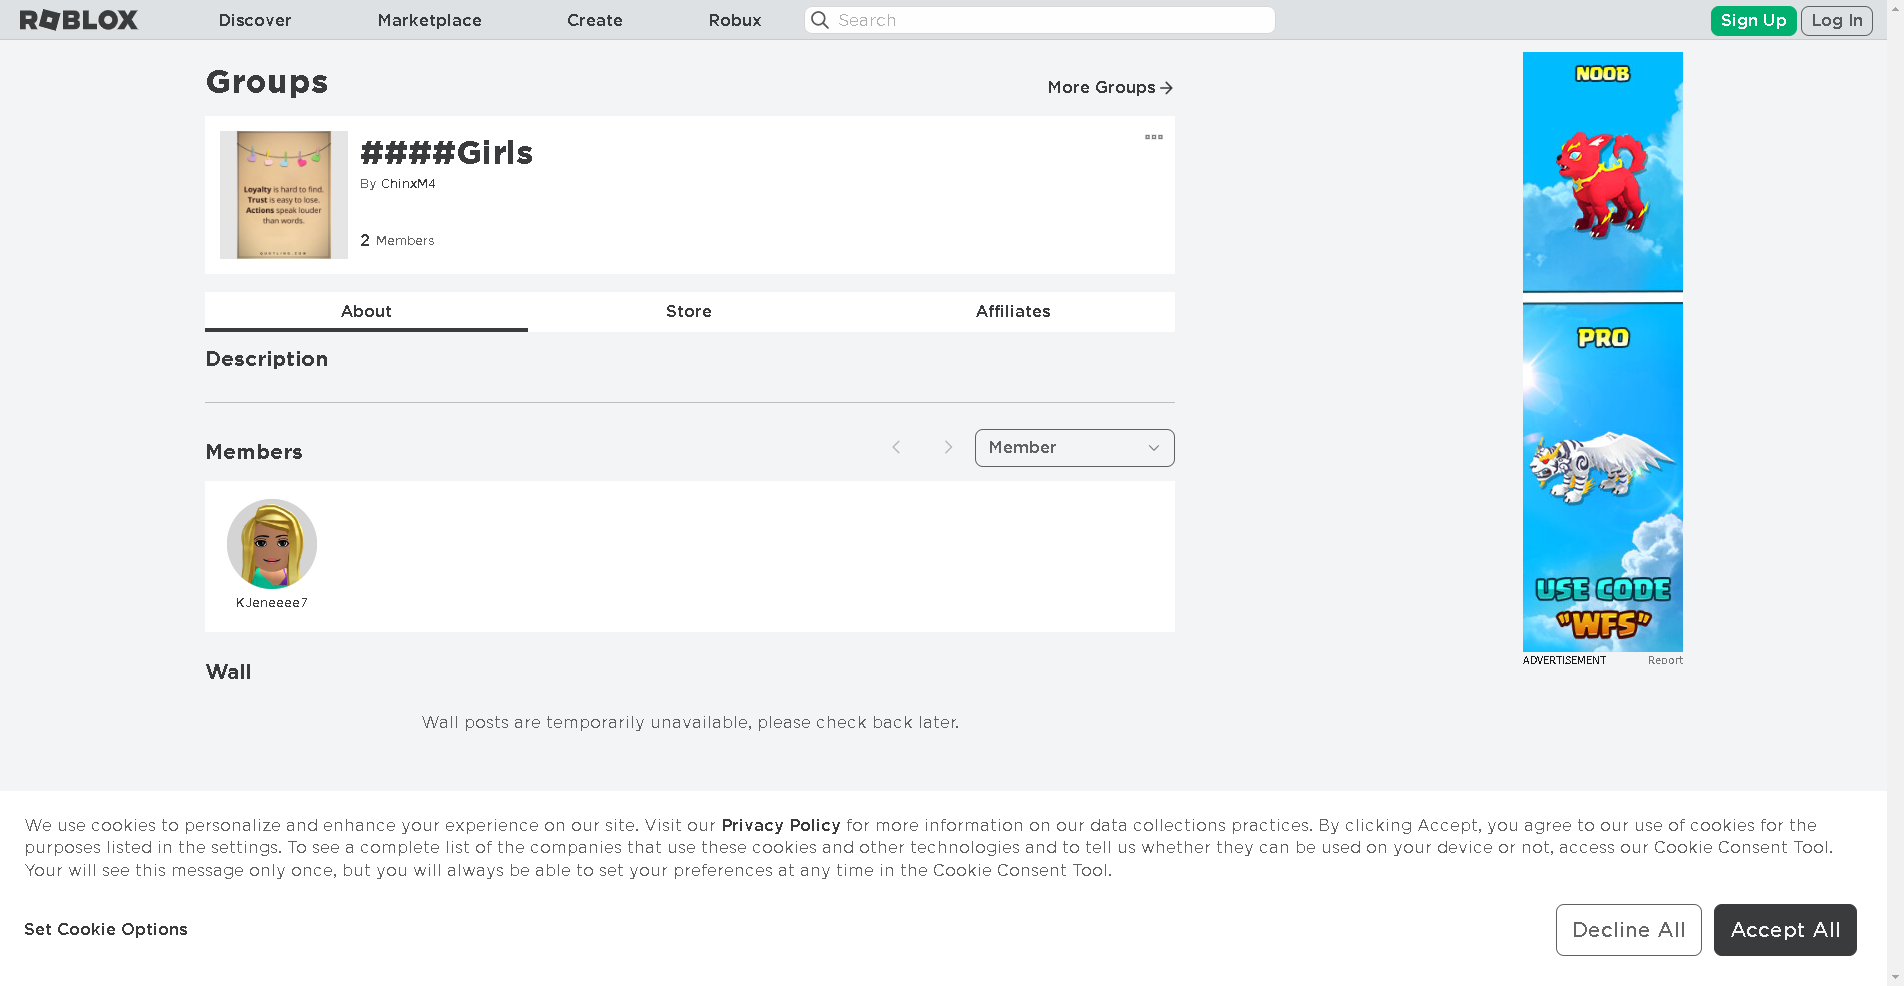 ROBLOX
Discover
Marketplace
Create
Robux
Search
Sign Up
Log In
Groups
More Groups
Loyalty is hard to find.
Trust is easy to lose.
Actions speak louder
than words.
####Girls
By ChinxM4
2 Members
About
Store
Affiliates
Description
Members
Member
KJeneeee7
Wall
Wall posts are temporarily unavailable, please check back later.
NOOB
PRO
USE CODE
"WFS"
ADVERTISEMENT
Report
We use cookies to personalize and enhance your experience on our site. Visit our Privacy Policy for more information on our data collections practices. By clicking Accept, you agree to our use of cookies for the
purposes listed in the settings. To see a complete list of the companies that use these cookies and other technologies and to tell us whether they can be used on your device or not, access our Cookie Consent Tool.
Your will see this message only once, but you will always be able to set your preferences at any time in the Cookie Consent Tool.
Set Cookie Options
Decline All
Accept All